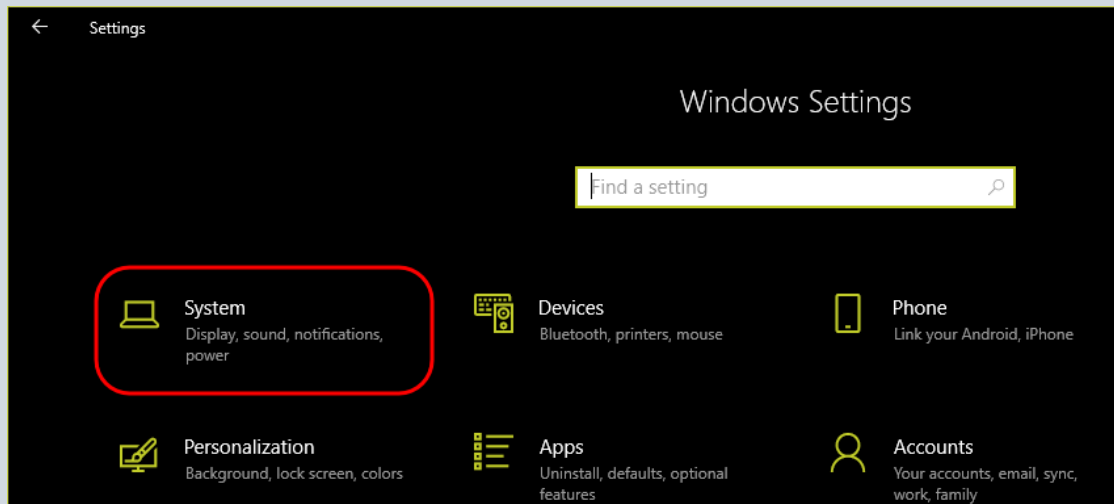 Settings
Windows Settings
Find a setting
System
Display, sound, notifications,
power
Devices
Bluetooth, printers, mouse
Phone
Link your Android, iPhone
Personalization
Background, lock screen, colors
Apps
Uninstall, defaults, optional
features
Accounts
Your accounts, email, sync,
work, family